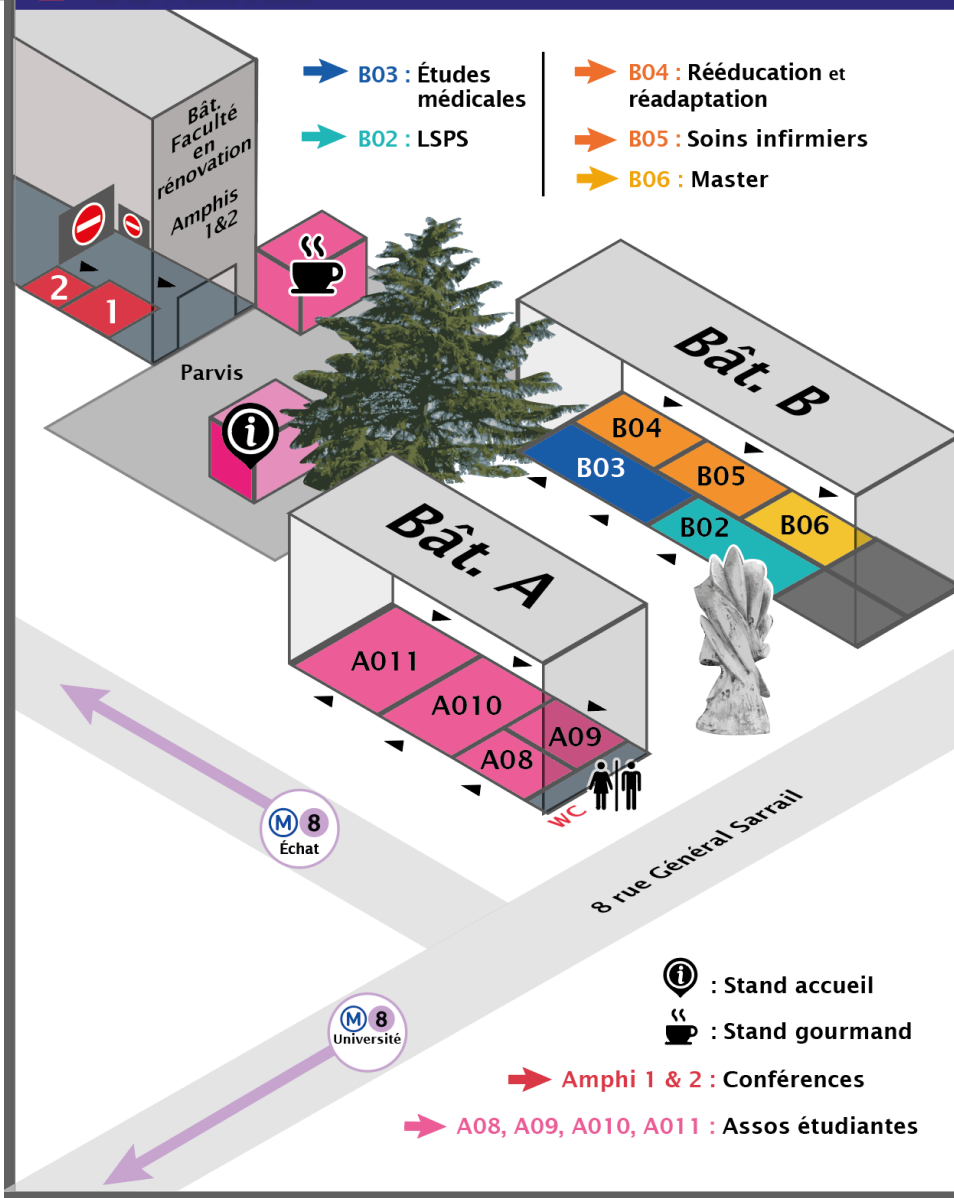 B03 : Études
médicales
B02 : LSPS
B04 : Rééducation et
réadaptation
B05 : Soins infirmiers
B06 : Master
Bât.
Faculté
en
rénovation
Amphis
1&2
2
1
Parvis
i
Bât. B
B04
B03
B05
B02
B06
Bât. A
A011
A010
A09
A08
WC
M 8
Échat
8 rue Général Sarrail
M 8
Université
i : Stand accueil
: Stand gourmand
Amphi 1 & 2 : Conférences
A08, A09, A010, A011 : Assos étudiantes